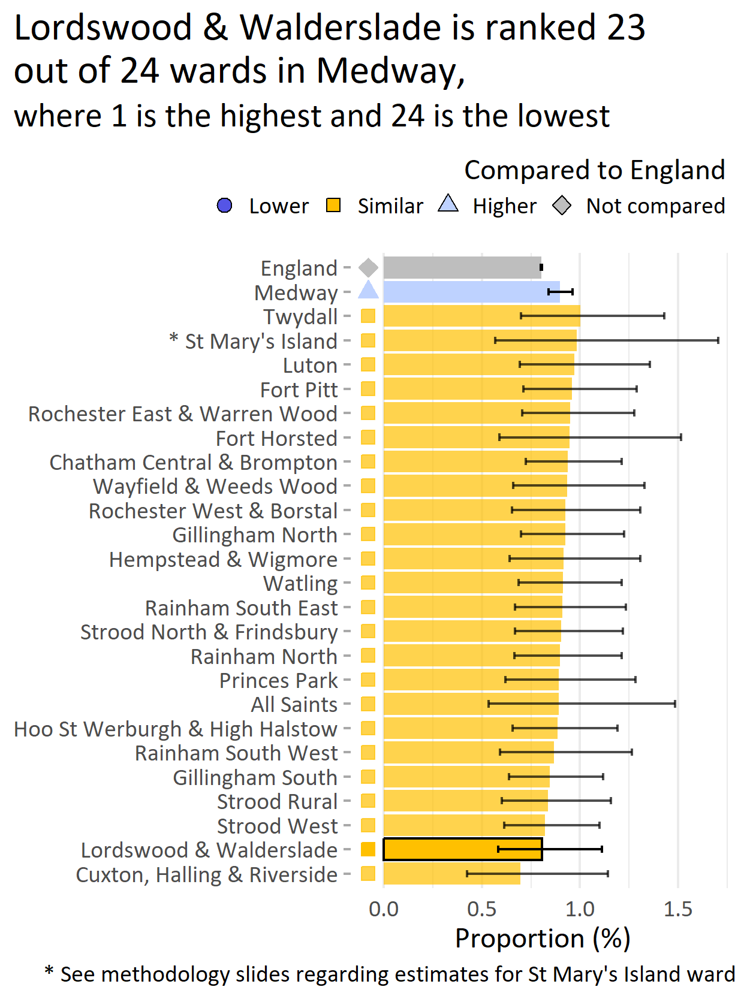 Lordswood & Walderslade is ranked 23
out of 24 wards in Medway,
where 1 is the highest and 24 is the lowest
Compared to England
Lower Similar Higher Not compared
England
Medway
Twydall
* St Mary's Island
Luton
Fort Pitt
Rochester East & Warren Wood
Fort Horsted
Chatham Central & Brompton
Wayfield & Weeds Wood
Rochester West & Borstal
Gillingham North
Hempstead & Wigmore
Watling
Rainham South East
Strood North & Frindsbury
Rainham North
Princes Park
All Saints
Hoo St Werburgh & High Halstow
Rainham South West
Gillingham South
Strood Rural
Strood West
Lordswood & Walderslade
Cuxton, Halling & Riverside
0.0 0.5 1.0 1.5
Proportion (%)
* See methodology slides regarding estimates for St Mary's Island ward